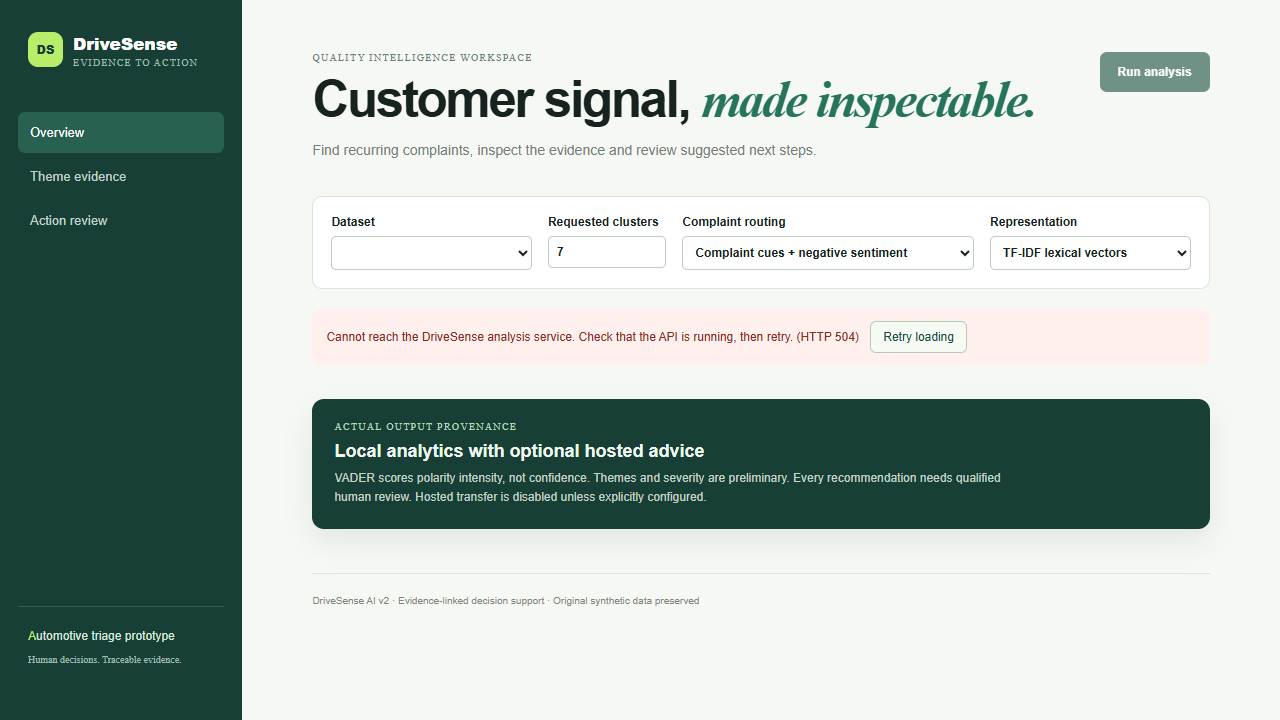 DS
DriveSense
EVIDENCE TO ACTION
Overview
Theme evidence
Action review
Automotive triage prototype
Human decisions. Traceable evidence.
QUALITY INTELLIGENCE WORKSPACE
Customer signal, made inspectable.
Find recurring complaints, inspect the evidence and review suggested next steps.
Run analysis
Dataset
Requested clusters
7
Complaint routing
Complaint cues + negative sentiment
Representation
TF-IDF lexical vectors
Cannot reach the DriveSense analysis service. Check that the API is running, then retry. (HTTP 504)
Retry loading
ACTUAL OUTPUT PROVENANCE
Local analytics with optional hosted advice
VADER scores polarity intensity, not confidence. Themes and severity are preliminary. Every recommendation needs qualified
human review. Hosted transfer is disabled unless explicitly configured.
DriveSense AI v2 · Evidence-linked decision support · Original synthetic data preserved